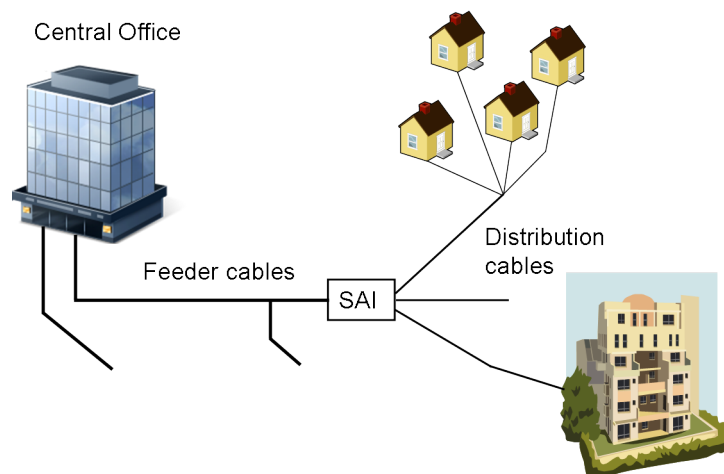 Central Office
Distribution
cables
Feeder cables
SAI